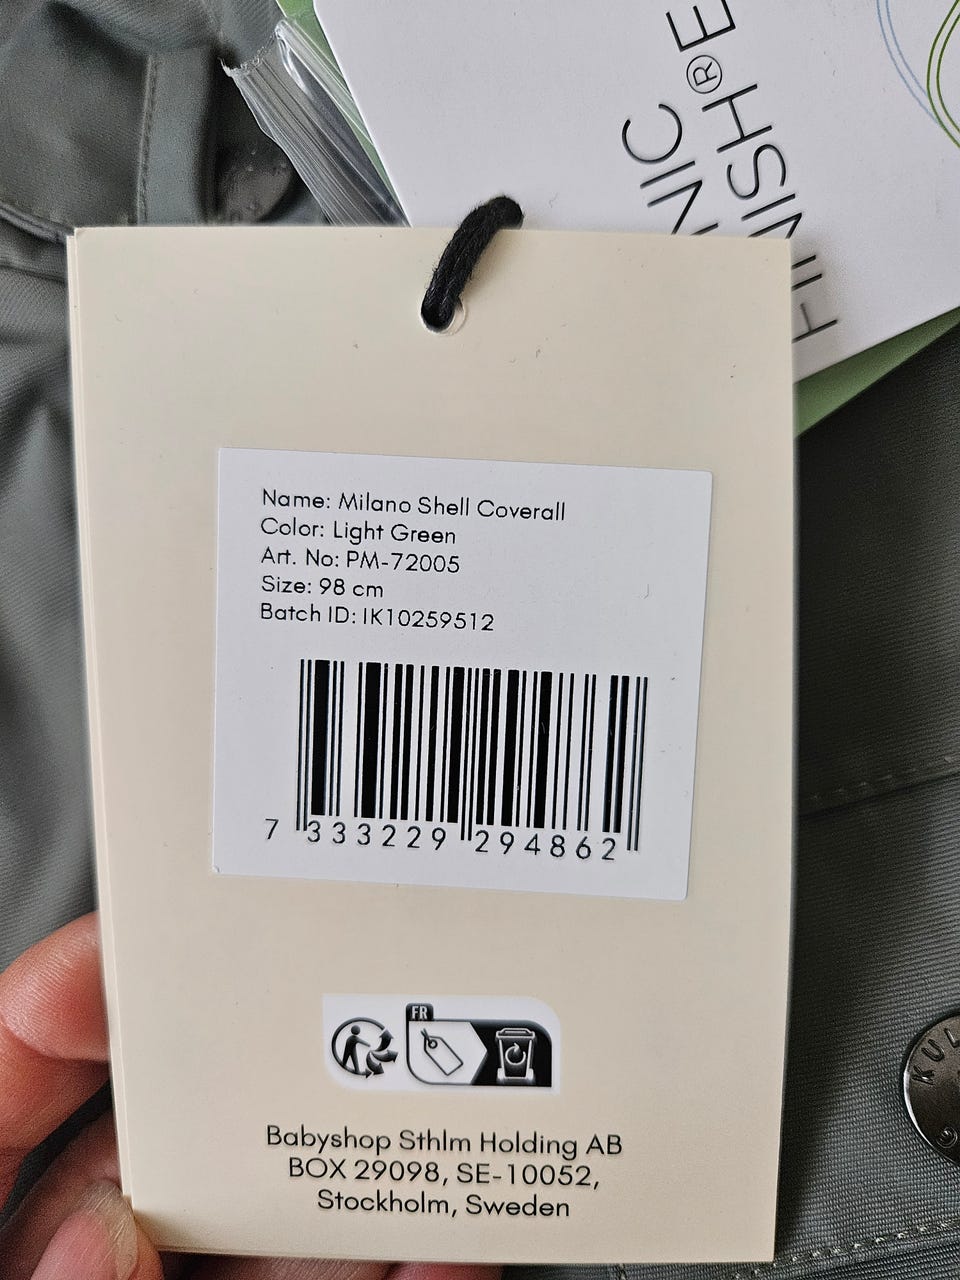 Name: Milano Shell Coverall
Color: Light Green
Art. No: PM-72005
Size: 98 cm
Batch ID: IK10259512
7 333229 294862
FR
Babyshop Sthlm Holding AB
BOX 29098, SE-10052,
Stockholm, Sweden